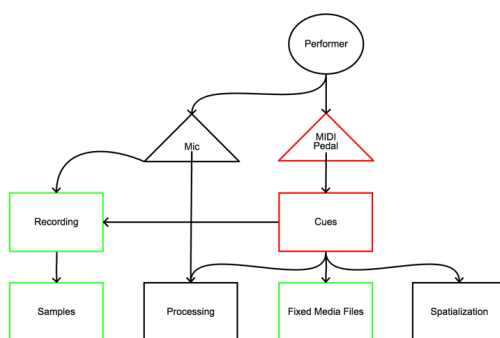 Performer
Mic
MIDI
Pedal
Recording
Cues
Samples
Processing
Fixed Media Files
Spatialization